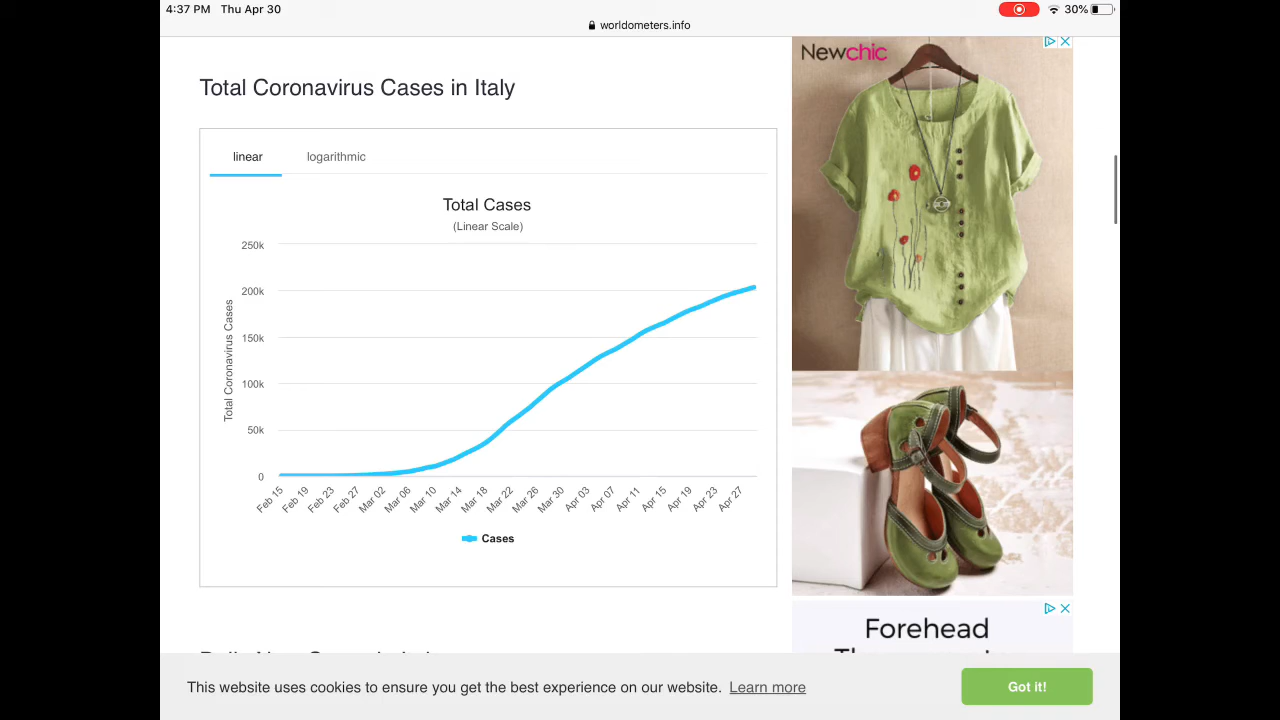 4:37 PM Thu Apr 30
30%
worldometers.info
Total Coronavirus Cases in Italy
linear
logarithmic
Total Cases
(Linear Scale)
Total Coronavirus Cases
250k
200k
150k
100k
50k
0
Feb 15
Feb 19
Feb 23
Feb 27
Mar 02
Mar 06
Mar 10
Mar 14
Mar 18
Mar 22
Mar 26
Mar 30
Apr 03
Apr 07
Apr 11
Apr 15
Apr 19
Apr 23
Apr 27
Cases
Newchic
Forehead
This website uses cookies to ensure you get the best experience on our website. Learn more
Got it!